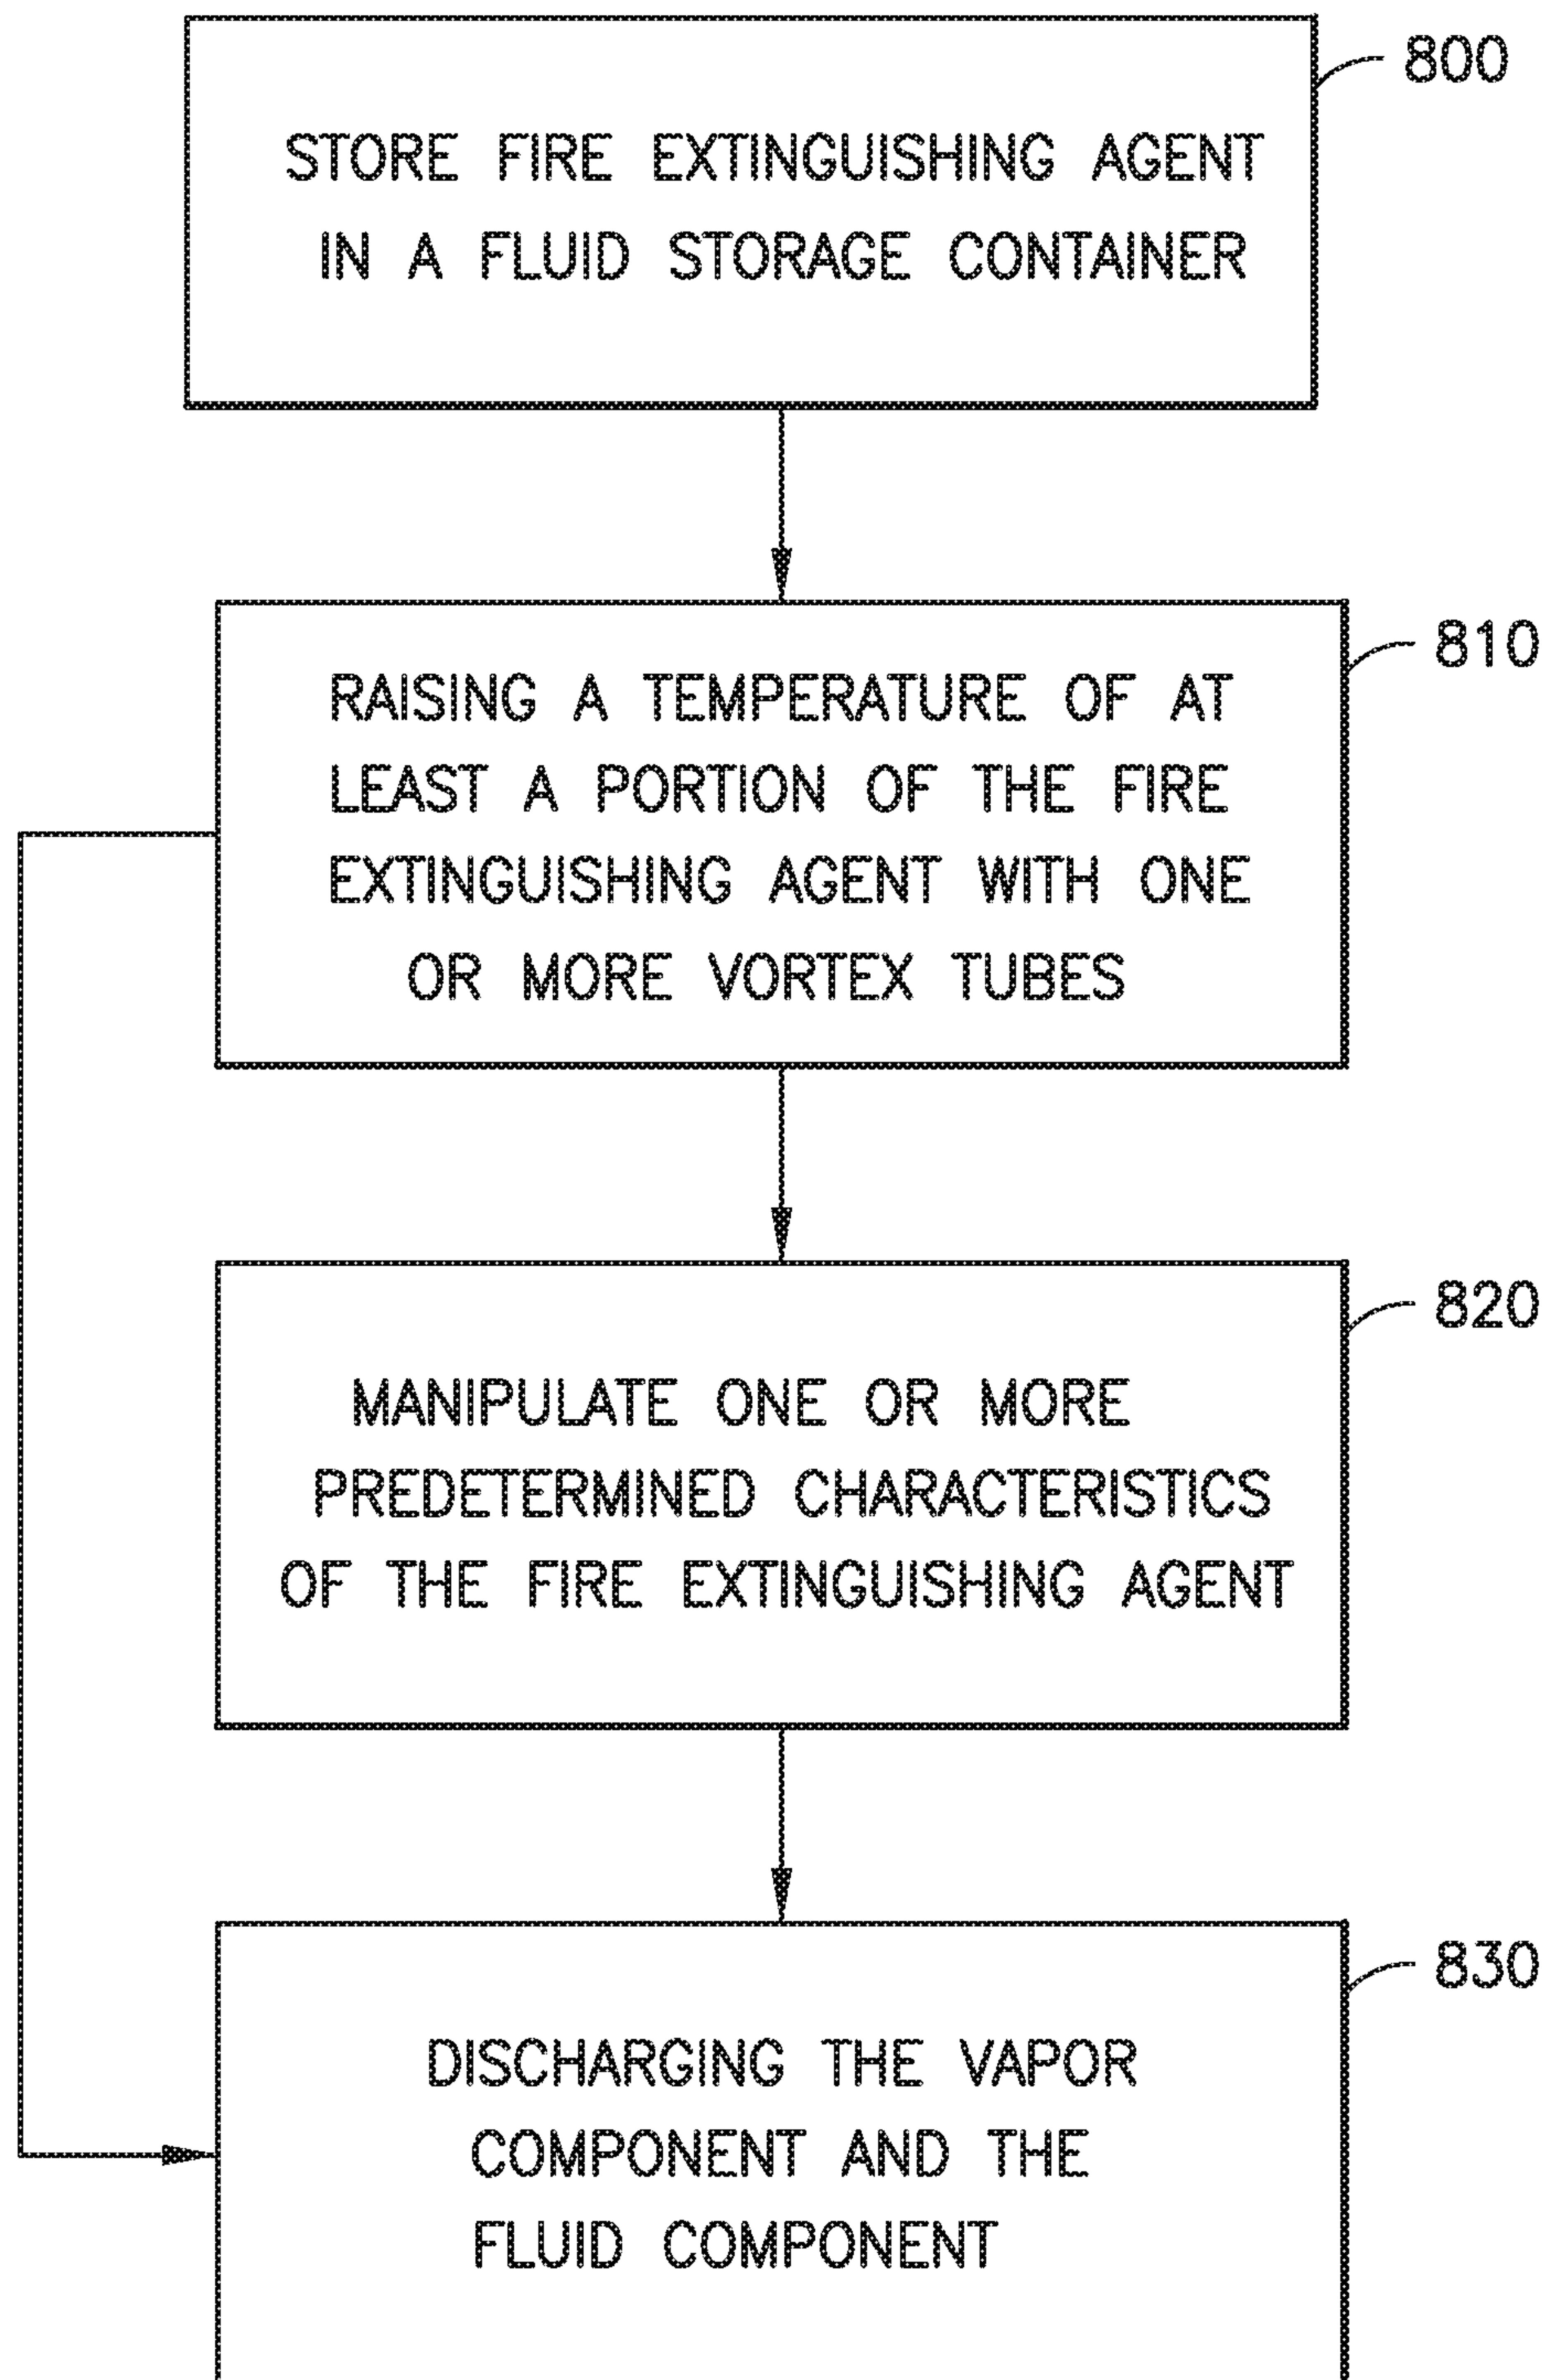 800
STORE FIRE EXTINGUISHING AGENT
IN A FLUID STORAGE CONTAINER
810
RAISING A TEMPERATURE OF AT
LEAST A PORTION OF THE FIRE
EXTINGUISHING AGENT WITH ONE
OR MORE VORTEX TUBES
820
MANIPULATE ONE OR MORE
PREDETERMINED CHARACTERISTICS
OF THE FIRE EXTINGUISHING AGENT
830
DISCHARGING THE VAPOR
COMPONENT AND THE
FLUID COMPONENT